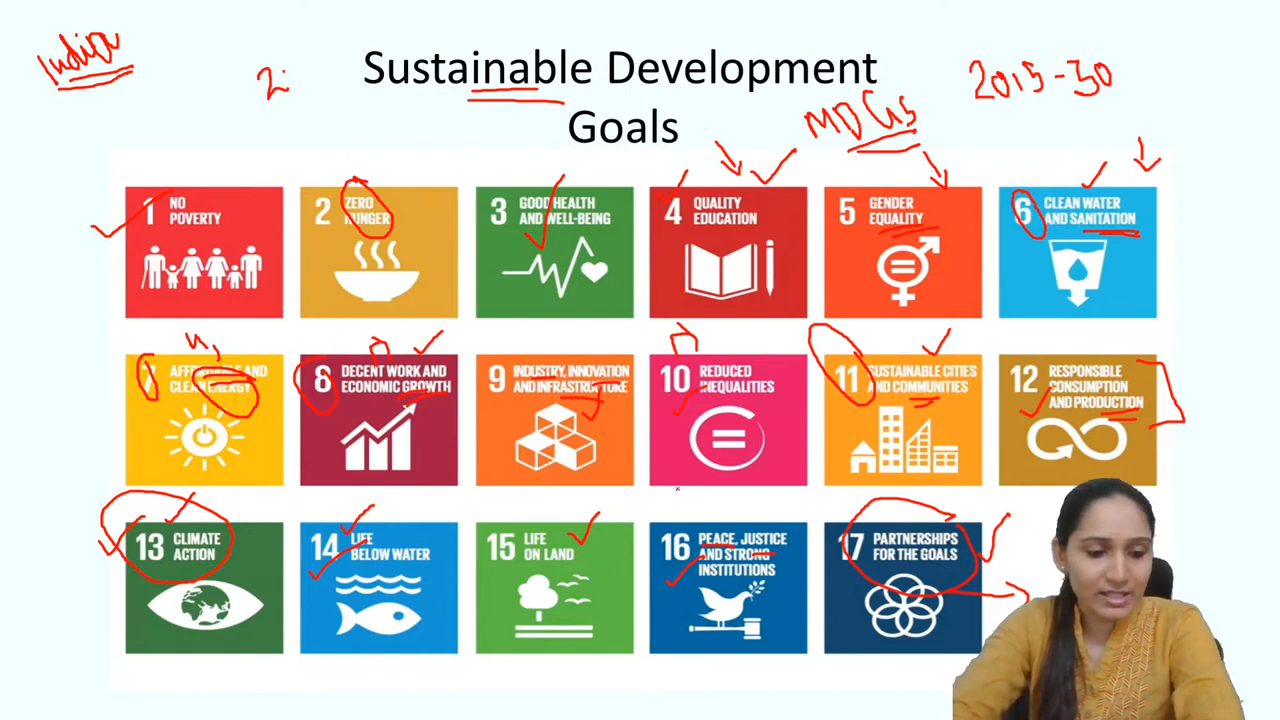 India
2
Sustainable Development
Goals
2015-30
MDGs
1 NO
POVERTY
2 ZERO
HUNGER
3 GOOD HEALTH
AND WELL-BEING
4 QUALITY
EDUCATION
5 GENDER
EQUALITY
6 CLEAN WATER
AND SANITATION
7 AFFORDABLE AND
CLEAN ENERGY
8 DECENT WORK AND
ECONOMIC GROWTH
9 INDUSTRY, INNOVATION
AND INFRASTRUCTURE
10 REDUCED
INEQUALITIES
11 SUSTAINABLE CITIES
AND COMMUNITIES
12 RESPONSIBLE
CONSUMPTION
AND PRODUCTION
13 CLIMATE
ACTION
14 LIFE
BELOW WATER
15 LIFE
ON LAND
16 PEACE, JUSTICE
AND STRONG
INSTITUTIONS
17 PARTNERSHIPS
FOR THE GOALS